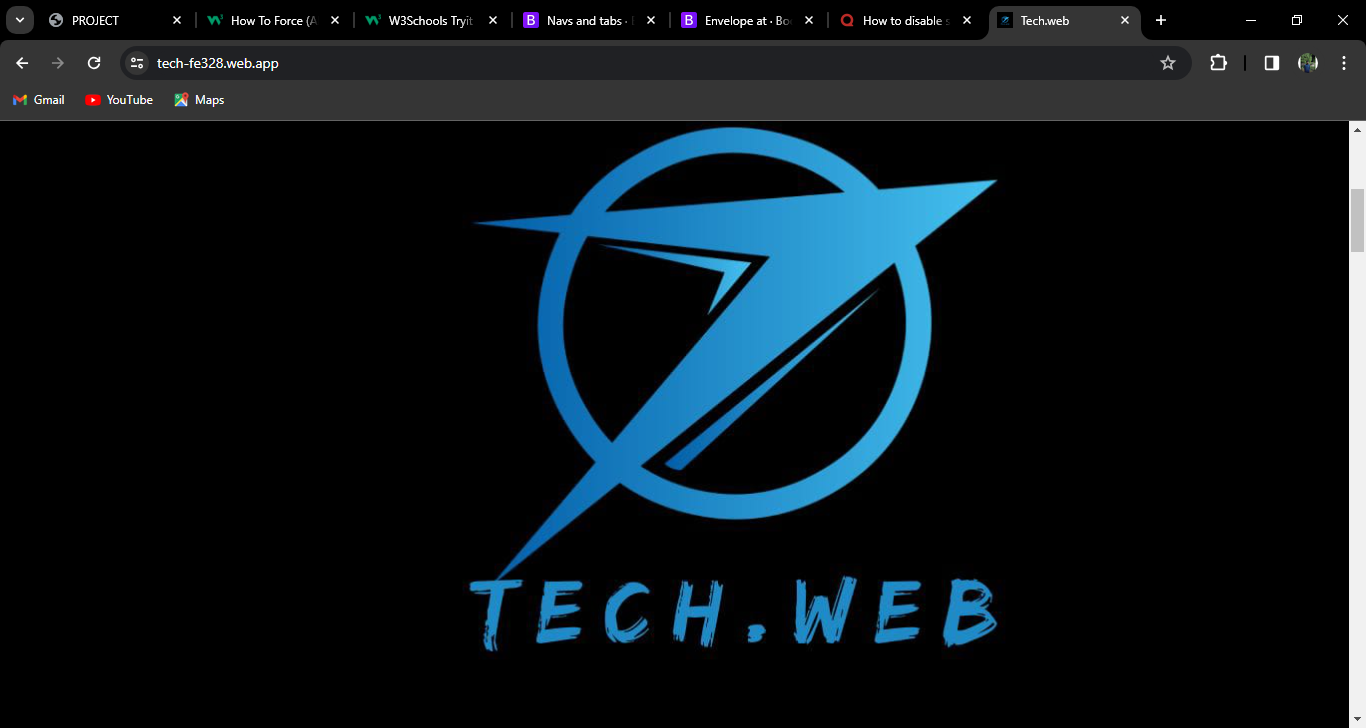 PROJECT
How To Force (A
W3Schools Tryit
Navs and tabs ·
Envelope at · Boo
How to disable s
Tech.web
tech-fe328.web.app
Gmail
YouTube
Maps
TECH.WEB